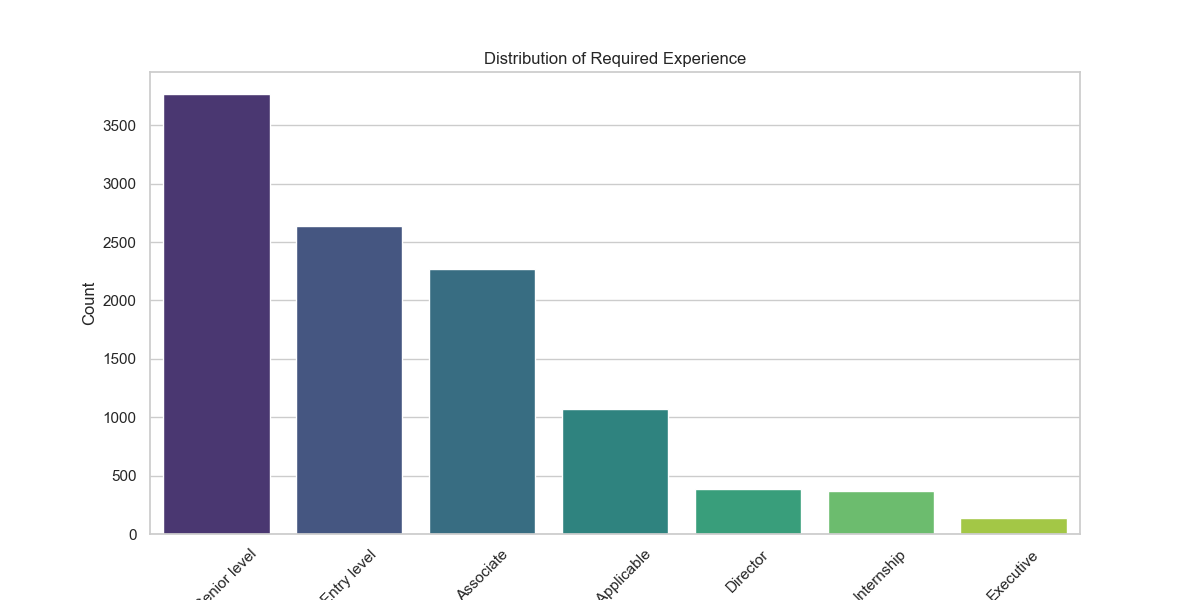 Distribution of Required Experience
Count
3500
3000
2500
2000
1500
1000
500
0
level
Entry level
Associate
Applicable
Director
Internship
Executive